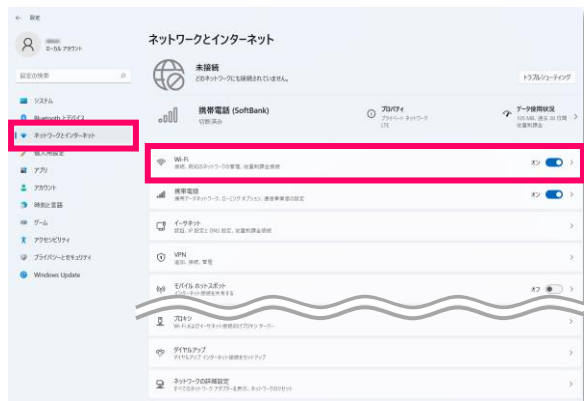 ← 設定
ローカル アカウント
設定の検索
システム
Bluetooth とデバイス
ネットワークとインターネット
個人用設定
アプリ
アカウント
時刻と言語
ゲーム
アクセシビリティ
プライバシーとセキュリティ
Windows Update
ネットワークとインターネット
未接続
どのネットワークにも接続されていません。
トラブルシューティング
携帯電話 (SoftBank)
切断済み
プロパティ
プライベート ネットワーク
LTE
データ使用状況
105 MB、過去 30 日間
従量制課金
Wi-Fi
接続、既知のネットワークの管理、従量制課金接続
オン
携帯電話
携帯データネットワーク、ローミング オプション、通信事業者の設定
オン
イーサネット
認証、IP 設定と DNS 設定、従量制課金接続
VPN
追加、接続、管理
モバイル ホットスポット
インターネット接続を共有する
オフ
プロキシ
Wi-Fi およびイーサネット接続のプロキシ サーバー
ダイヤルアップ
ダイヤルアップ インターネット接続をセットアップ
ネットワークの詳細設定
すべてのネットワーク アダプターを表示、ネットワークのリセット